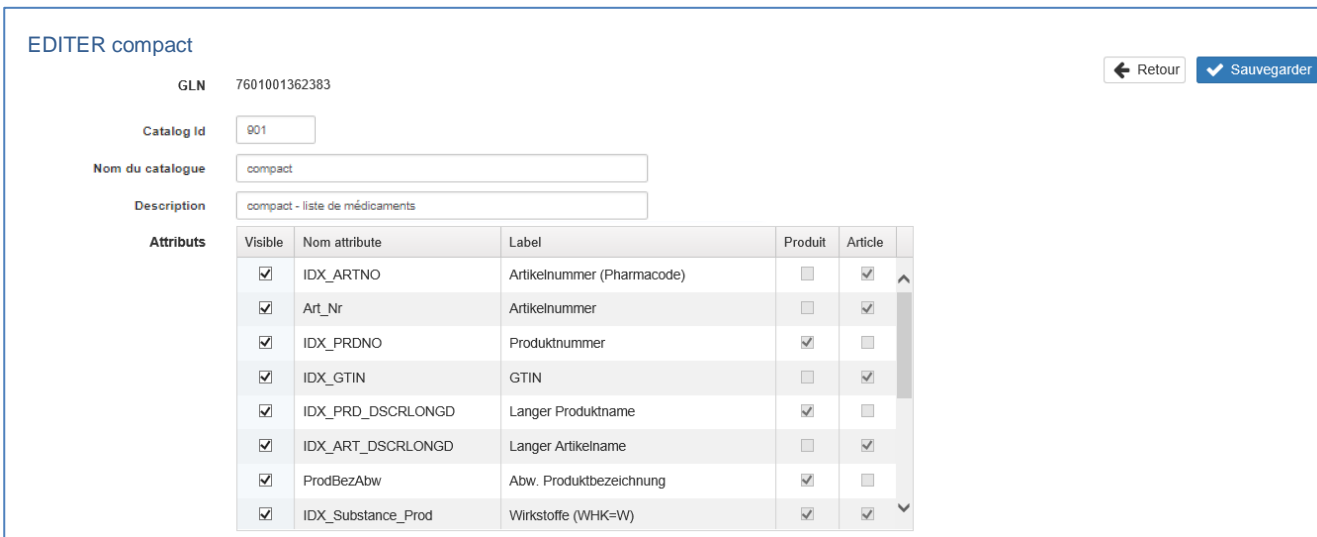 EDITER compact
Retour Sauvegarder
GLN 7601001362383
Catalog Id 901
Nom du catalogue compact
Description compact - liste de médicaments
Attributs Visible Nom attribute Label Produit Article
IDX_ARTNO Artikelnummer (Pharmacode)
Art_Nr Artikelnummer
IDX_PRDNO Produktnummer
IDX_GTIN GTIN
IDX_PRD_DSCRLONGD Langer Produktname
IDX_ART_DSCRLONGD Langer Artikelname
ProdBezAbw Abw. Produktbezeichnung
IDX_Substance_Prod Wirkstoffe (WHK=W)